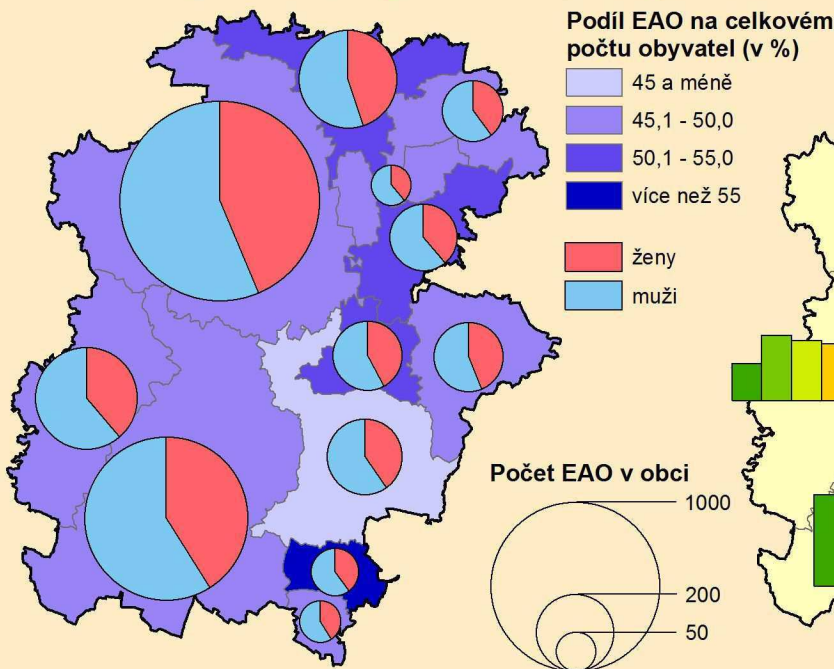 Podíl EAO na celkovém
počtu obyvatel (v %)
45 a méně
45,1 - 50,0
50,1 - 55,0
více než 55
ženy
muži
Počet EAO v obci
1000
200
50